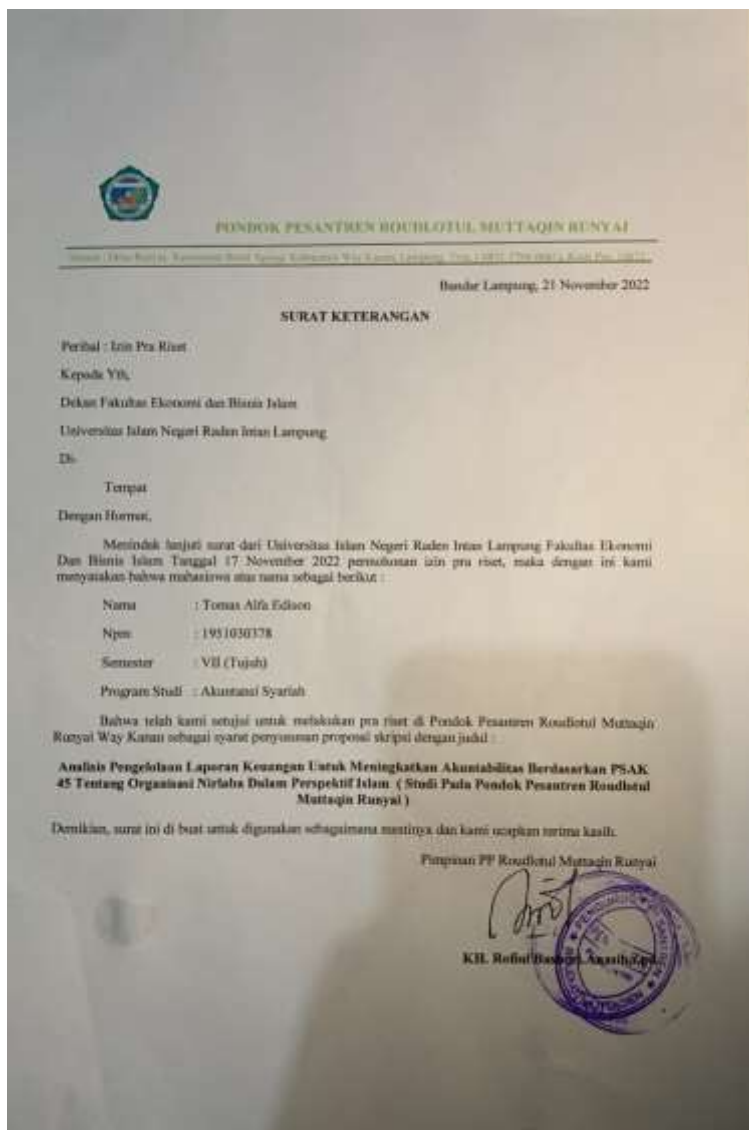 PONDOK PESANTREN ROUDLOTUL MUTTAQIN RUNYAI
Bandar Lampung, 21 November 2022
SURAT KETERANGAN
Perihal : Izin Pra Riset
Kepada Yth,
Dekan Fakultas Ekonomi dan Bisnis Islam
Universitas Islam Negeri Raden Intan Lampung
Di-
Tempat
Dengan Hormat,
Menindak lanjuti surat dari Universitas Islam Negeri Raden Intan Lampung Fakultas Ekonomi
Dan Bisnis Islam Tanggal 17 November 2022 permohonan izin pra riset, maka dengan ini kami
menyatakan bahwa mahasiswa atas nama sebagai berikut :
Nama : Tomas Alfa Edison
Npm : 1951030378
Semester : VII (Tujuh)
Program Studi : Akuntansi Syariah
Bahwa telah kami setujui untuk melakukan pra riset di Pondok Pesantren Roudlotul Muttaqin
Runyai Way Kanan sebagai syarat penyusunan proposal skripsi dengan judul :
Analisis Pengelolaan Laporan Keuangan Untuk Meningkatkan Akuntabilitas Berdasarkan PSAK
45 Tentang Organisasi Nirlaba Dalam Perspektif Islam ( Studi Pada Pondok Pesantren Roudlotul
Muttaqin Runyai )
Demikian, surat ini di buat untuk digunakan sebagaimana mestinya dan kami ucapkan terima kasih.
Pimpinan PP Roudlotul Muttaqin Runyai
KH.